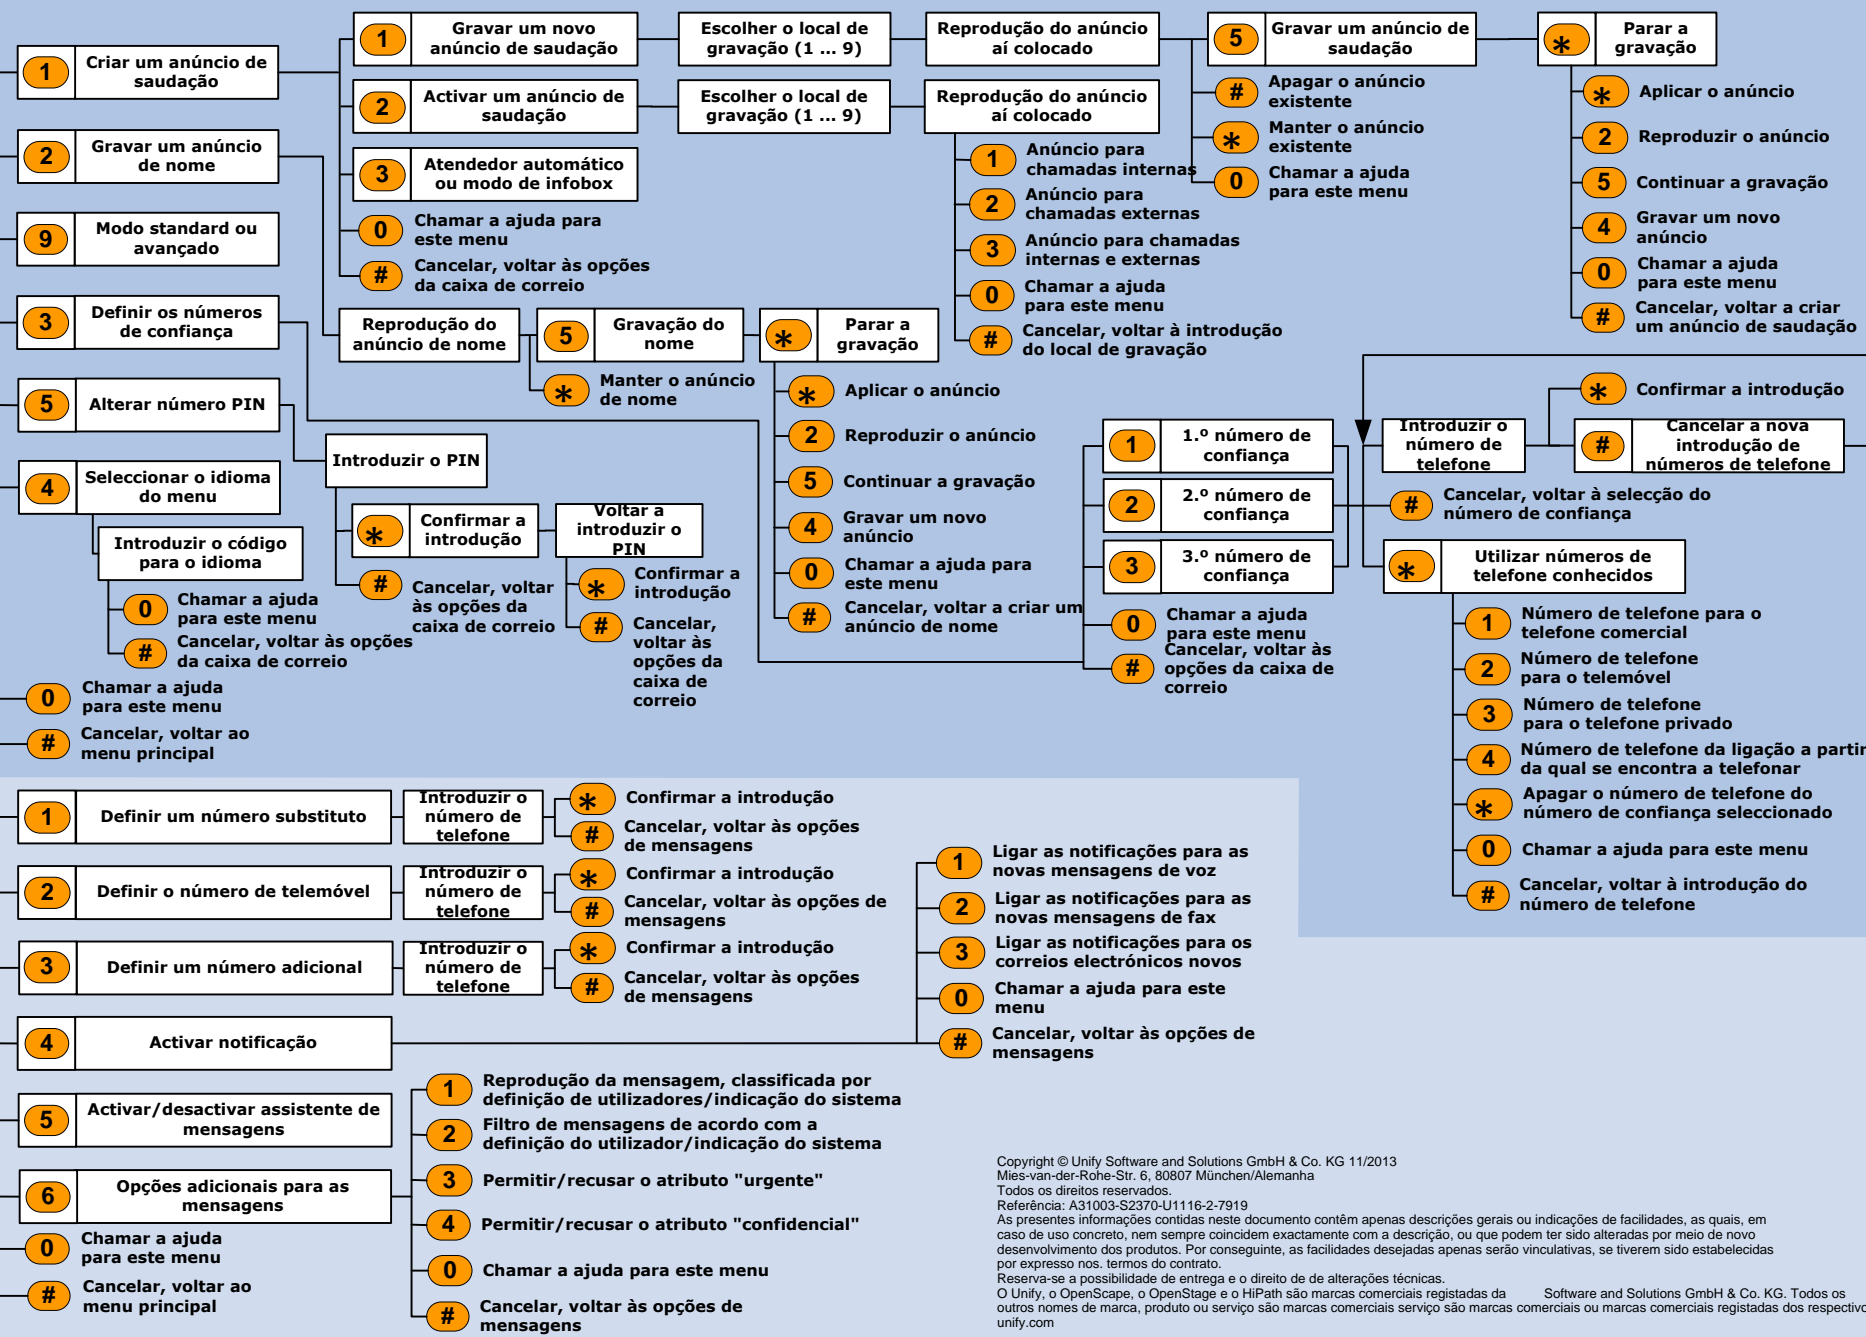 1
Criar um anúncio de
saudação
1
Gravar um novo
anúncio de saudação
Escolher o local de
gravação (1 ... 9)
Reprodução do anúncio
aí colocado
5
Gravar um anúncio de
saudação
*
Parar a
gravação
#
Apagar o anúncio
existente
*
Manter o anúncio
existente
0
Chamar a ajuda
para este menu
*
Aplicar o anúncio
2
Reproduzir o anúncio
5
Continuar a gravação
4
Gravar um novo
anúncio
0
Chamar a ajuda
para este menu
#
Cancelar, voltar a criar
um anúncio de saudação
2
Activar um anúncio de
saudação
Escolher o local de
gravação (1 ... 9)
Reprodução do anúncio
aí colocado
1
Anúncio para
chamadas internas
2
Anúncio para
chamadas externas
3
Anúncio para chamadas
internas e externas
0
Chamar a ajuda
para este menu
#
Cancelar, voltar à introdução
do local de gravação
3
Atendedor automático
ou modo de infobox
0
Chamar a ajuda para
este menu
#
Cancelar, voltar às opções
da caixa de correio
2
Gravar um anúncio
de nome
Reprodução do
anúncio de nome
5
Gravação do
nome
*
Parar a
gravação
*
Manter o anúncio
de nome
*
Aplicar o anúncio
2
Reproduzir o anúncio
5
Continuar a gravação
4
Gravar um novo
anúncio
0
Chamar a ajuda para
este menu
#
Cancelar, voltar a criar um
anúncio de nome
9
Modo standard ou
avançado
3
Definir os números
de confiança
1
1.º número de
confiança
2
2.º número de
confiança
3
3.º número de
confiança
0
Chamar a ajuda
para este menu
#
Cancelar, voltar às
opções da caixa de
correio
Introduzir o
número de
telefone
*
Confirmar a introdução
#
Cancelar a nova
introdução de
números de telefone
#
Cancelar, voltar à selecção do
número de confiança
*
Utilizar números de
telefone conhecidos
1
Número de telefone para o
telefone comercial
2
Número de telefone
para o telemóvel
3
Número de telefone
para o telefone privado
4
Número de telefone da ligação a partir
da qual se encontra a telefonar
*
Apagar o número de telefone do
número de confiança seleccionado
0
Chamar a ajuda para este menu
#
Cancelar, voltar à introdução do
número de telefone
5
Alterar número PIN
Introduzir o PIN
*
Confirmar a
introdução
Voltar a
introduzir o
PIN
#
Cancelar, voltar
às opções da
caixa de correio
*
Confirmar a
introdução
#
Cancelar,
voltar às
opções da
caixa de
correio
4
Seleccionar o idioma
do menu
Introduzir o código
para o idioma
0
Chamar a ajuda
para este menu
#
Cancelar, voltar às opções
da caixa de correio
0
Chamar a ajuda
para este menu
#
Cancelar, voltar ao
menu principal
1
Definir um número substituto
Introduzir o
número de
telefone
*
Confirmar a introdução
#
Cancelar, voltar às opções
de mensagens
2
Definir o número de telemóvel
Introduzir o
número de
telefone
*
Confirmar a introdução
#
Cancelar, voltar às opções de
mensagens
3
Definir um número adicional
Introduzir o
número de
telefone
*
Confirmar a introdução
#
Cancelar, voltar às opções
de mensagens
4
Activar notificação
1
Ligar as notificações para as
novas mensagens de voz
2
Ligar as notificações para as
novas mensagens de fax
3
Ligar as notificações para os
correios electrónicos novos
0
Chamar a ajuda para este
menu
#
Cancelar, voltar às opções de
mensagens
5
Activar/desactivar assistente de
mensagens
6
Opções adicionais para as
mensagens
1
Reprodução da mensagem, classificada por
definição de utilizadores/indicação do sistema
2
Filtro de mensagens de acordo com a
definição do utilizador/indicação do sistema
3
Permitir/recusar o atributo "urgente"
4
Permitir/recusar o atributo "confidencial"
0
Chamar a ajuda para este menu
#
Cancelar, voltar às opções de
mensagens
0
Chamar a ajuda
para este menu
#
Cancelar, voltar ao
menu principal
Copyright © Unify Software and Solutions GmbH & Co. KG 11/2013
Mies-van-der-Rohe-Str. 6, 80807 München/Alemanha
Todos os direitos reservados.
Referência: A31003-S2370-U1116-2-7919
As presentes informações contidas neste documento contêm apenas descrições gerais ou indicações de facilidades, as quais, em
caso de uso concreto, nem sempre coincidem exactamente com a descrição, ou que podem ter sido alteradas por meio de novo
desenvolvimento dos produtos. Por conseguinte, as facilidades desejadas apenas serão vinculativas, se tiverem sido estabelecidas
por expresso nos. termos do contrato.
Reserva-se a possibilidade de entrega e o direito de de alterações técnicas.
O Unify, o OpenScape, o OpenStage e o HiPath são marcas comerciais registadas da Software and Solutions GmbH & Co. KG. Todos os
outros nomes de marca, produto ou serviço são marcas comerciais serviço são marcas comerciais ou marcas comerciais registadas dos respectivo
unify.com